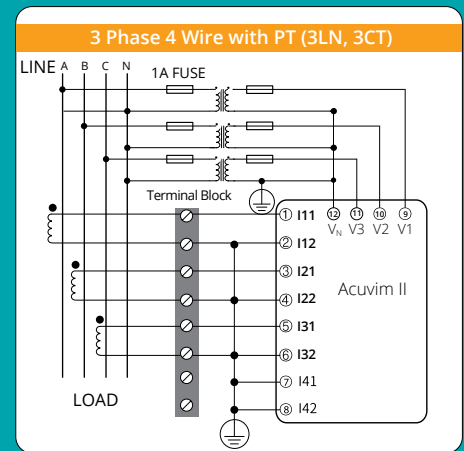 3 Phase 4 Wire with PT (3LN, 3CT)
LINE A B C N
1A FUSE
Terminal Block
① I11
② I12
③ I21
④ I22
⑤ I31
⑥ I32
⑦ I41
⑧ I42
⑫ ⑪ ⑩ ⑨
VN V3 V2 V1
Acuvim II
LOAD